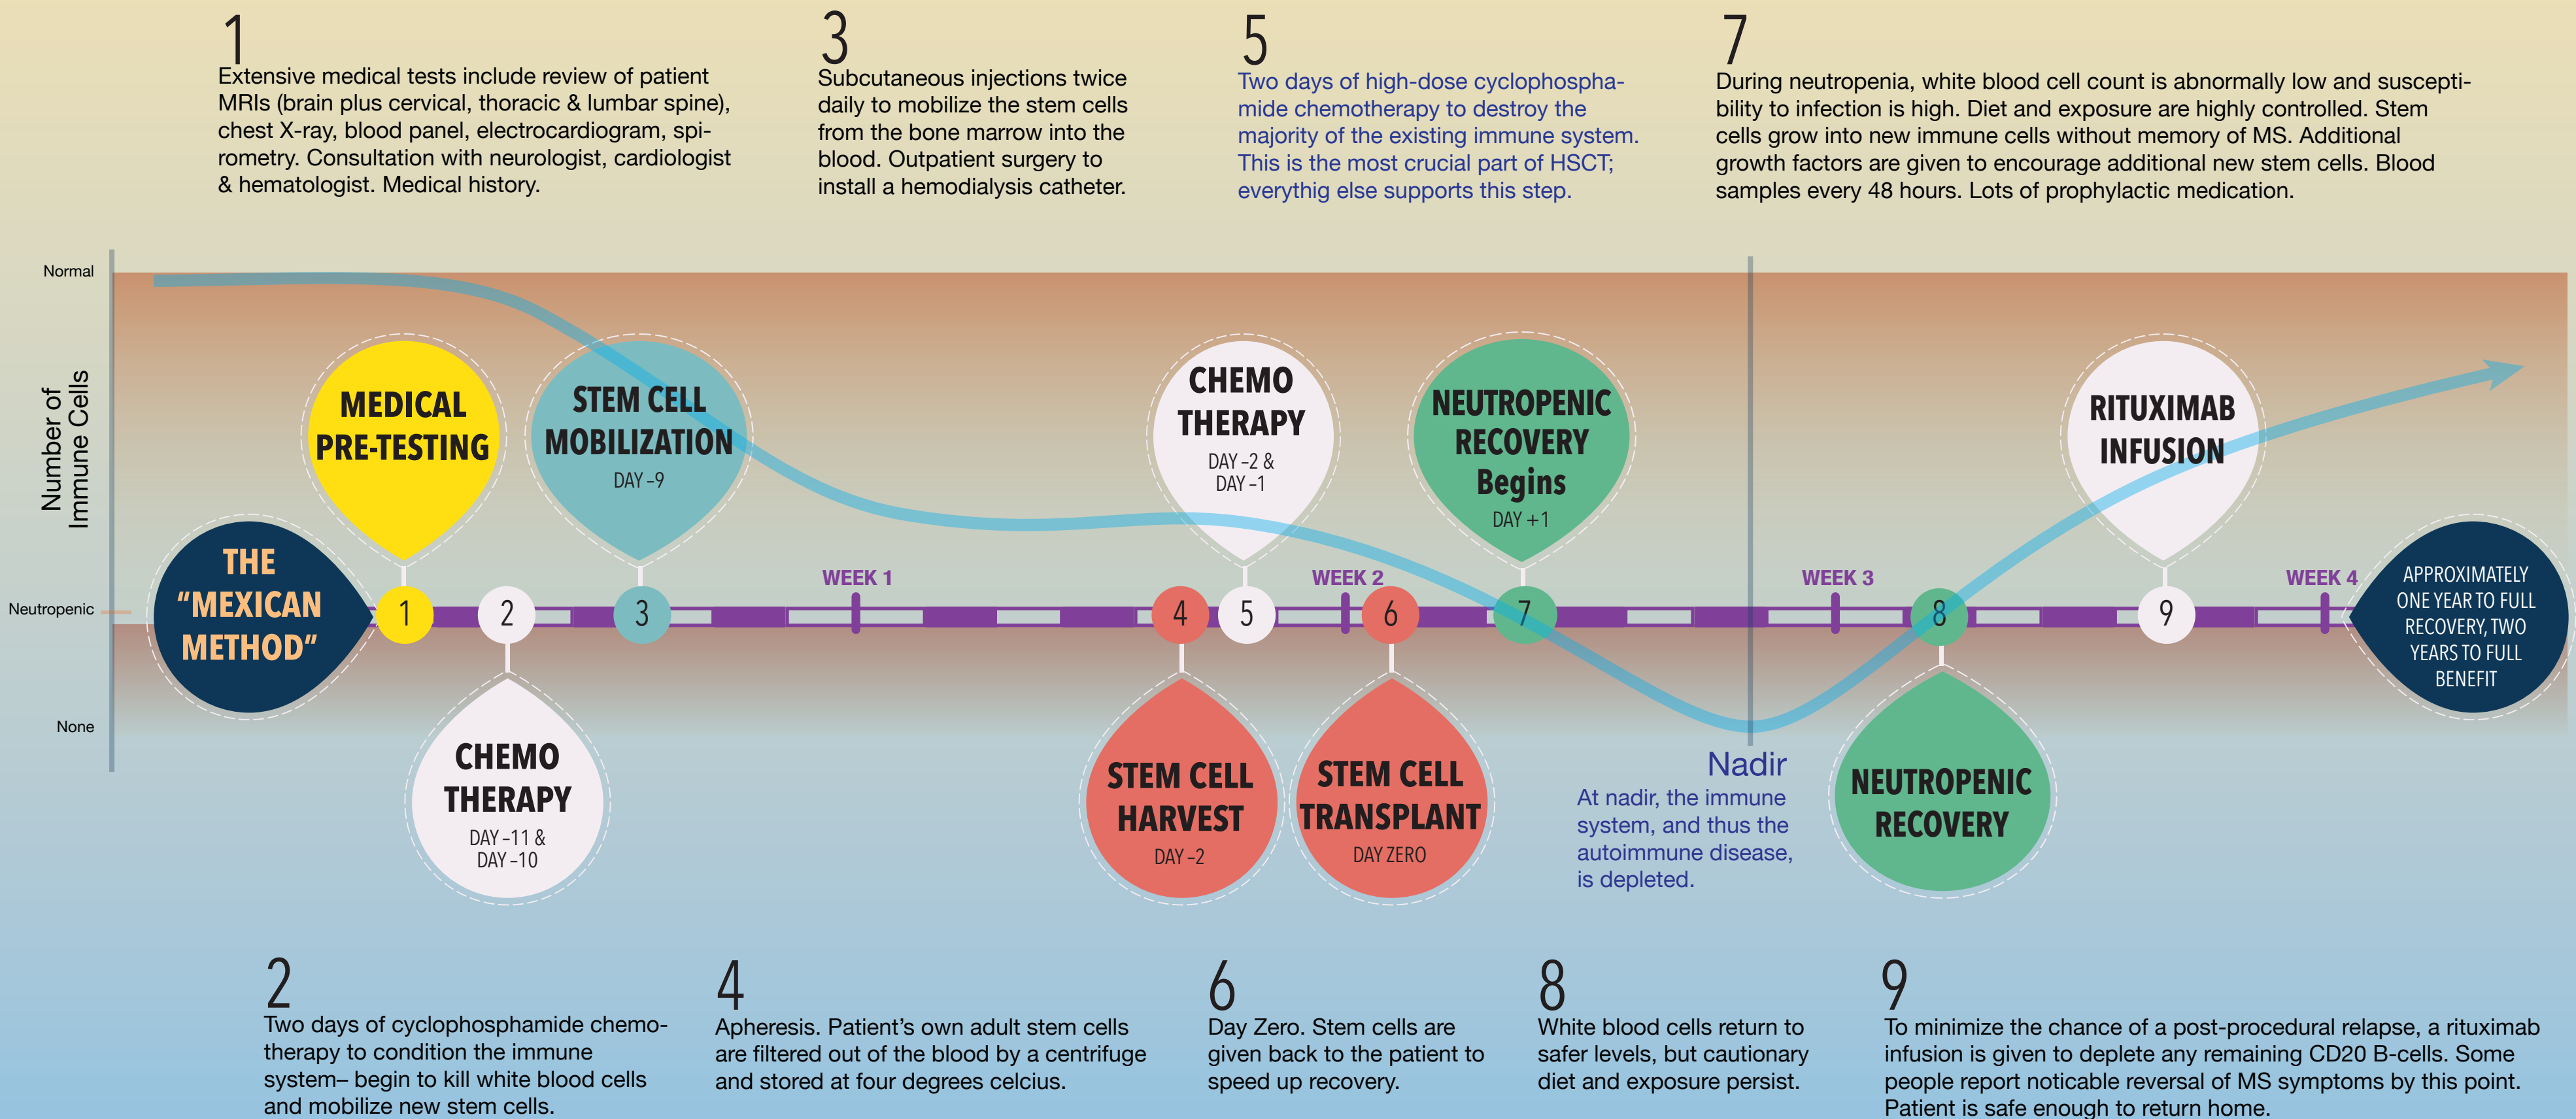 1
Extensive medical tests include review of patient
MRIs (brain plus cervical, thoracic & lumbar spine),
chest X-ray, blood panel, electrocardiogram, spi-
rometry. Consultation with neurologist, cardiologist
& hematologist. Medical history.
3
Subcutaneous injections twice
daily to mobilize the stem cells
from the bone marrow into the
blood. Outpatient surgery to
install a hemodialysis catheter.
5
Two days of high-dose cyclophospha-
mide chemotherapy to destroy the
majority of the existing immune system.
This is the most crucial part of HSCT;
everythig else supports this step.
7
During neutropenia, white blood cell count is abnormally low and suscepti-
bility to infection is high. Diet and exposure are highly controlled. Stem
cells grow into new immune cells without memory of MS. Additional
growth factors are given to encourage additional new stem cells. Blood
samples every 48 hours. Lots of prophylactic medication.
Normal
Number of
Immune Cells
Neutropenic
None
THE
“MEXICAN
METHOD”
MEDICAL
PRE-TESTING
STEM CELL
MOBILIZATION
DAY –9
CHEMO
THERAPY
DAY –2 &
DAY –1
NEUTROPENIC
RECOVERY
Begins
DAY +1
RITUXIMAB
INFUSION
WEEK 1
WEEK 2
WEEK 3
WEEK 4
1
2
3
4
5
6
7
8
9
APPROXIMATELY
ONE YEAR TO FULL
RECOVERY, TWO
YEARS TO FULL
BENEFIT
CHEMO
THERAPY
DAY –11 &
DAY –10
STEM CELL
HARVEST
DAY –2
STEM CELL
TRANSPLANT
DAY ZERO
Nadir
At nadir, the immune
system, and thus the
autoimmune disease,
is depleted.
NEUTROPENIC
RECOVERY
2
Two days of cyclophosphamide chemo-
therapy to condition the immune
system– begin to kill white blood cells
and mobilize new stem cells.
4
Apheresis. Patient’s own adult stem cells
are filtered out of the blood by a centrifuge
and stored at four degrees celcius.
6
Day Zero. Stem cells are
given back to the patient to
speed up recovery.
8
White blood cells return to
safer levels, but cautionary
diet and exposure persist.
9
To minimize the chance of a post-procedural relapse, a rituximab
infusion is given to deplete any remaining CD20 B-cells. Some
people report noticable reversal of MS symptoms by this point.
Patient is safe enough to return home.